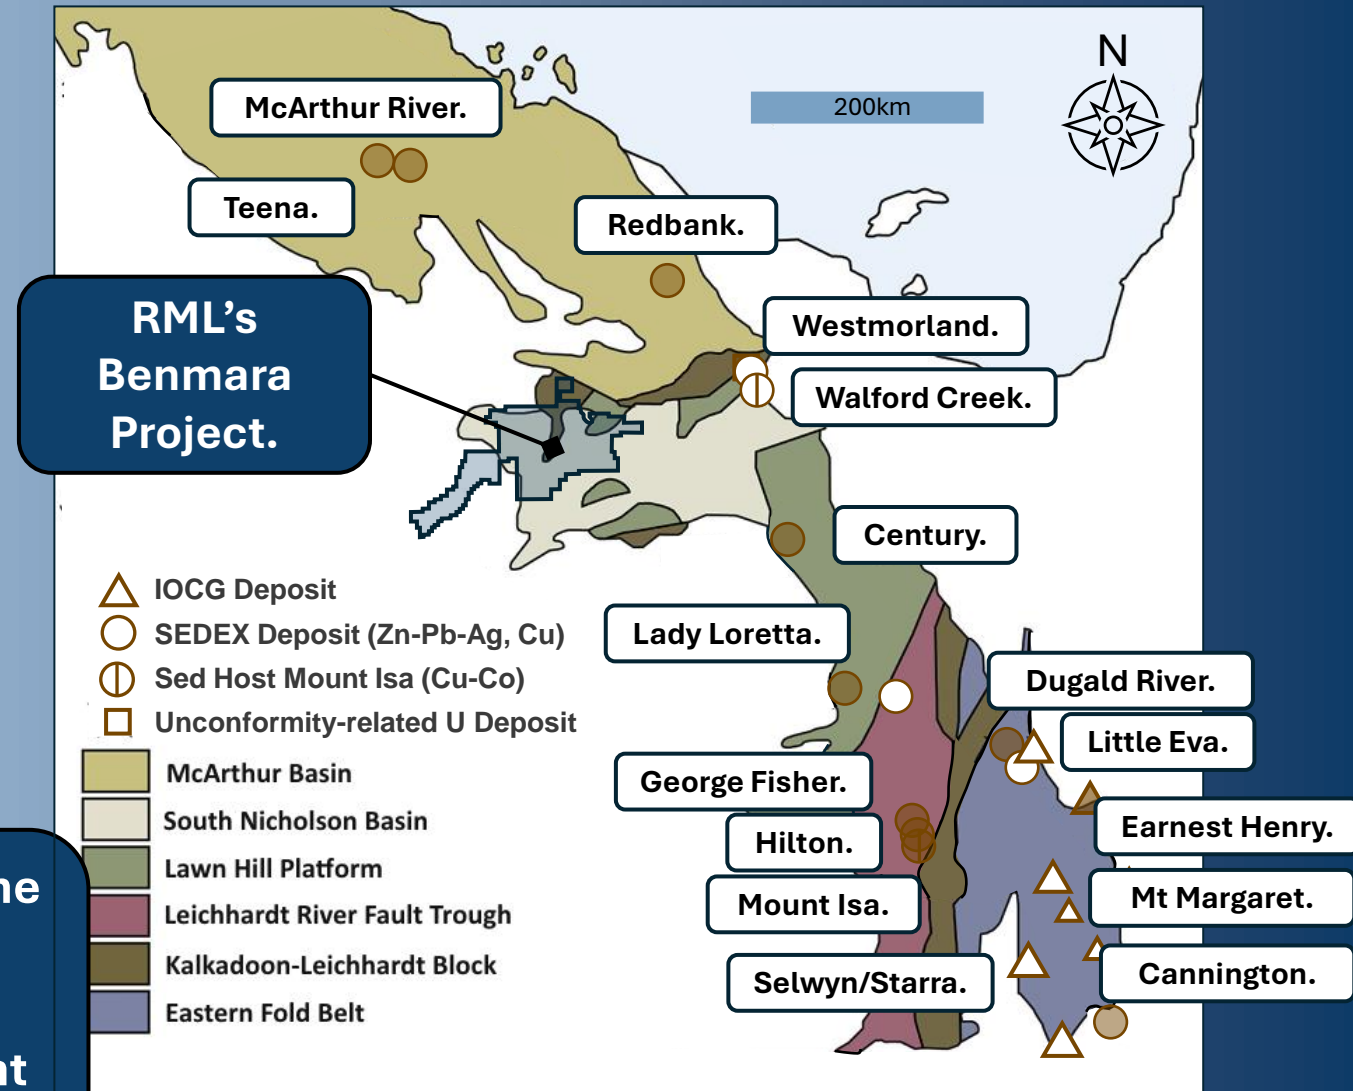 N
McArthur River.
200km
Teena.
Redbank.
RML's
Benmara
Project.
Westmorland.
Walford Creek.
Century.
IOCG Deposit
SEDEX Deposit (Zn-Pb-Ag, Cu)
Sed Host Mount Isa (Cu-Co)
Unconformity-related U Deposit
Lady Loretta.
Dugald River.
Little Eva.
George Fisher.
Earnest Henry.
Hilton.
Mount Isa.
Mt Margaret.
Selwyn/Starra.
Cannington.
McArthur Basin
South Nicholson Basin
Lawn Hill Platform
Leichhardt River Fault Trough
Kalkadoon-Leichhardt Block
Eastern Fold Belt